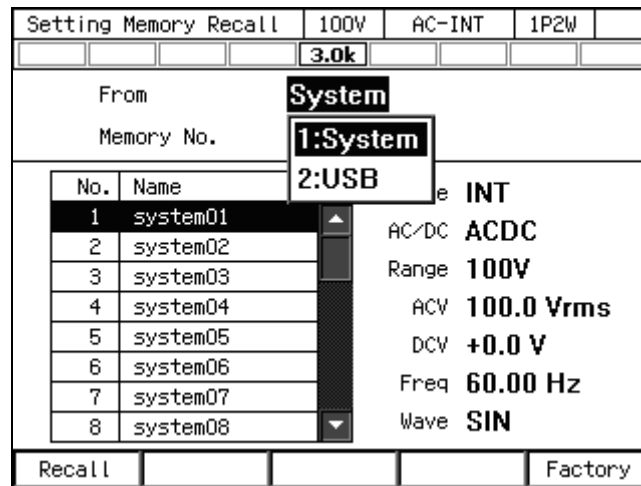 Setting Memory Recall 100V AC-INT 1P2W
3.0k
From System
Memory No. 1:System
2:USB
No. Name e INT
1 system01
AC/DC ACDC
2 system02
3 system03 Range 100V
4 system04 ACV 100.0 Vrms
5 system05 DCV +0.0 V
6 system06
7 system07 Freq 60.00 Hz
8 system08 Wave SIN
Recall Factory